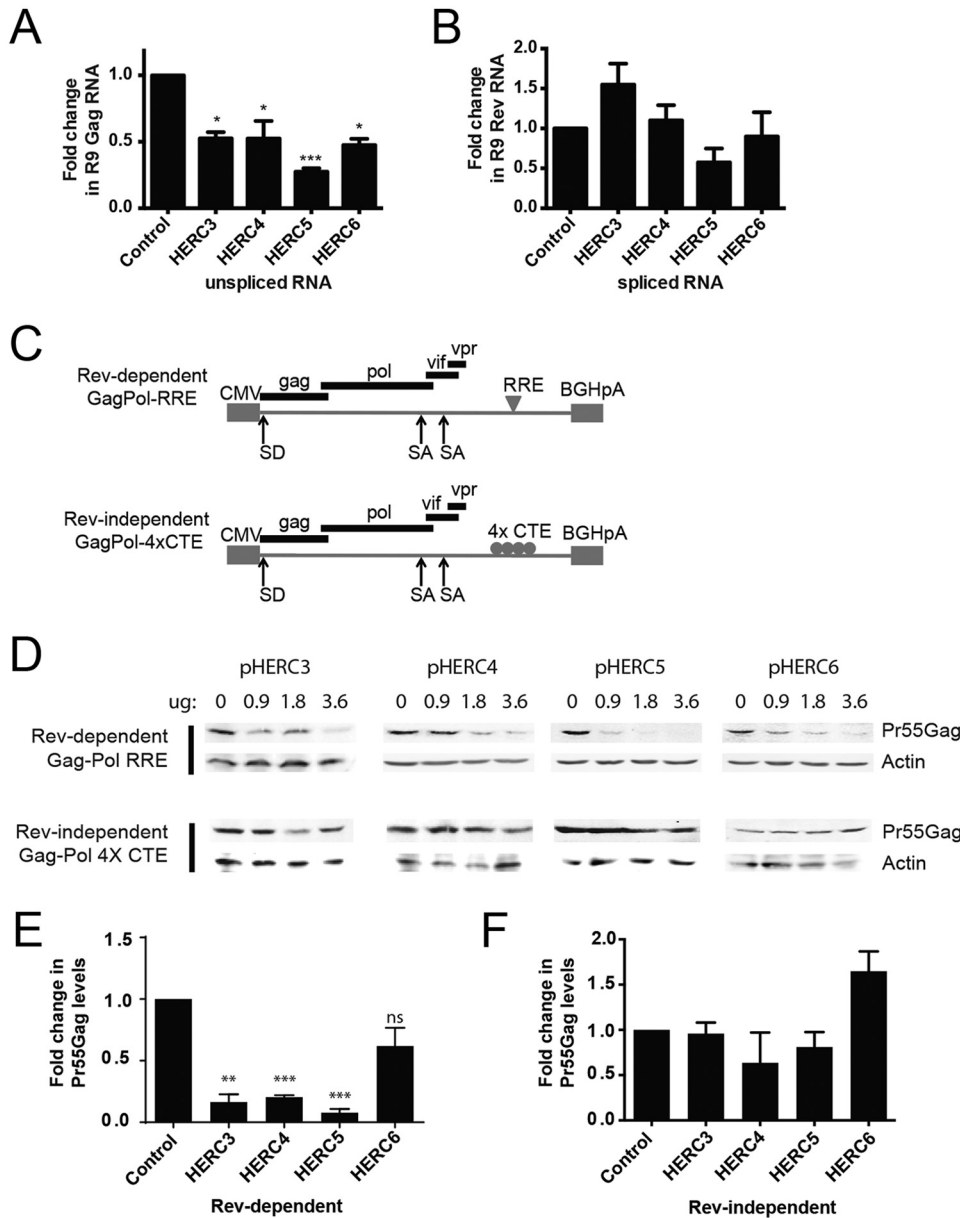 A
Fold change
in R9 Gag RNA
1.0
0.5
0.0
*
*
***
*
Control
HERC3
HERC4
HERC5
HERC6
unspliced RNA
B
Fold change
in R9 Rev RNA
2.0
1.5
1.0
0.5
0.0
Control
HERC3
HERC4
HERC5
HERC6
spliced RNA
C
Rev-dependent
GagPol-RRE
CMV
gag
pol
vif
vpr
RRE
BGHpA
SD
SA
SA
Rev-independent
GagPol-4xCTE
CMV
gag
pol
vif
vpr
4x CTE
BGHpA
SD
SA
SA
D
pHERC3 pHERC4 pHERC5 pHERC6
ug: 0 0.9 1.8 3.6 0 0.9 1.8 3.6 0 0.9 1.8 3.6 0 0.9 1.8 3.6
Rev-dependent
Gag-Pol RRE
Pr55Gag
Actin
Rev-independent
Gag-Pol 4X CTE
Pr55Gag
Actin
E
Fold change in
Pr55Gag levels
1.5
1.0
0.5
0.0
**
***
***
ns
Control
HERC3
HERC4
HERC5
HERC6
Rev-dependent
F
Fold change in
Pr55Gag levels
2.0
1.5
1.0
0.5
0.0
Control
HERC3
HERC4
HERC5
HERC6
Rev-independent